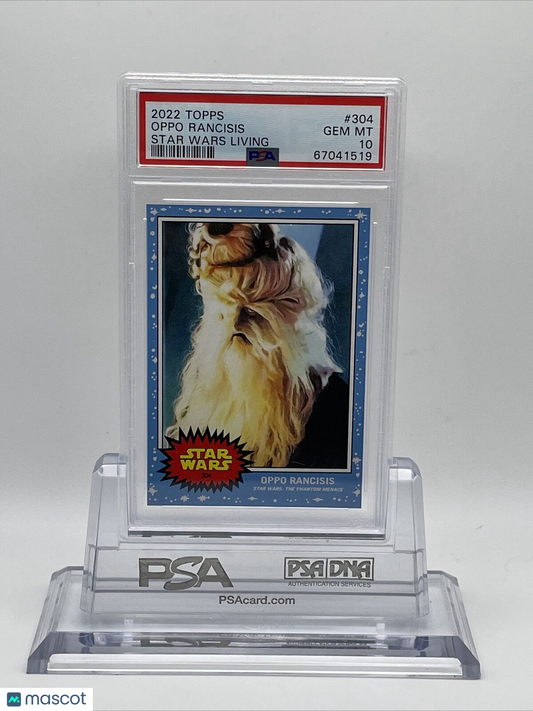 2022 TOPPS #304
OPPO RANCISIS GEM MT
STAR WARS LIVING 10
PSA 67041519
STAR
WARS
304
OPPO RANCISIS
STAR WARS: THE PHANTOM MENACE
PSA PSA DNA
AUTHENTICATION SERVICES
PSAcard.com
mascot